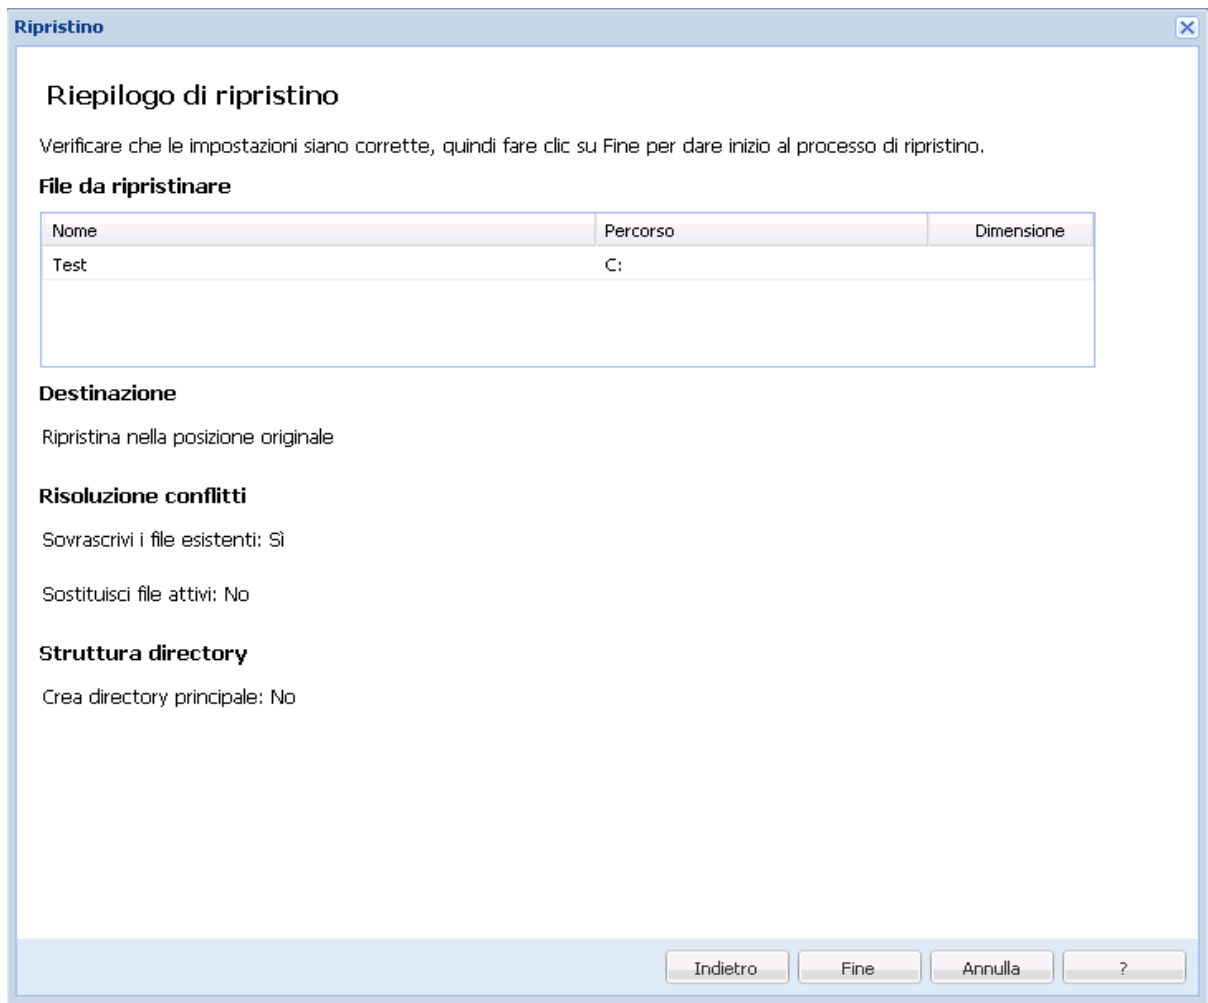 Ripristino
Riepilogo di ripristino
Verificare che le impostazioni siano corrette, quindi fare clic su Fine per dare inizio al processo di ripristino.
File da ripristinare
Nome Percorso Dimensione
Test C:
Destinazione
Ripristina nella posizione originale
Risoluzione conflitti
Sovrascrivi i file esistenti: Sì
Sostituisci file attivi: No
Struttura directory
Crea directory principale: No
Indietro Fine Annulla ?